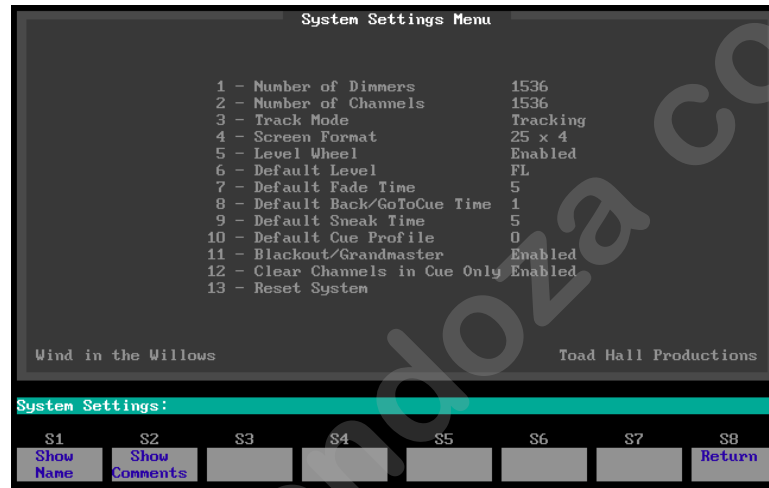 System Settings Menu
1 - Number of Dimmers 1536
2 - Number of Channels 1536
3 - Track Mode Tracking
4 - Screen Format 25 x 4
5 - Level Wheel Enabled
6 - Default Level FL
7 - Default Fade Time 5
8 - Default Back/GoToCue Time 1
9 - Default Sneak Time 5
10 - Default Cue Profile 0
11 - Blackout/Grandmaster Enabled
12 - Clear Channels in Cue Only Enabled
13 - Reset System
Wind in the Willows Toad Hall Productions
System Settings:
S1 S2 S3 S4 S5 S6 S7 S8
Show Show Return
Name Comments